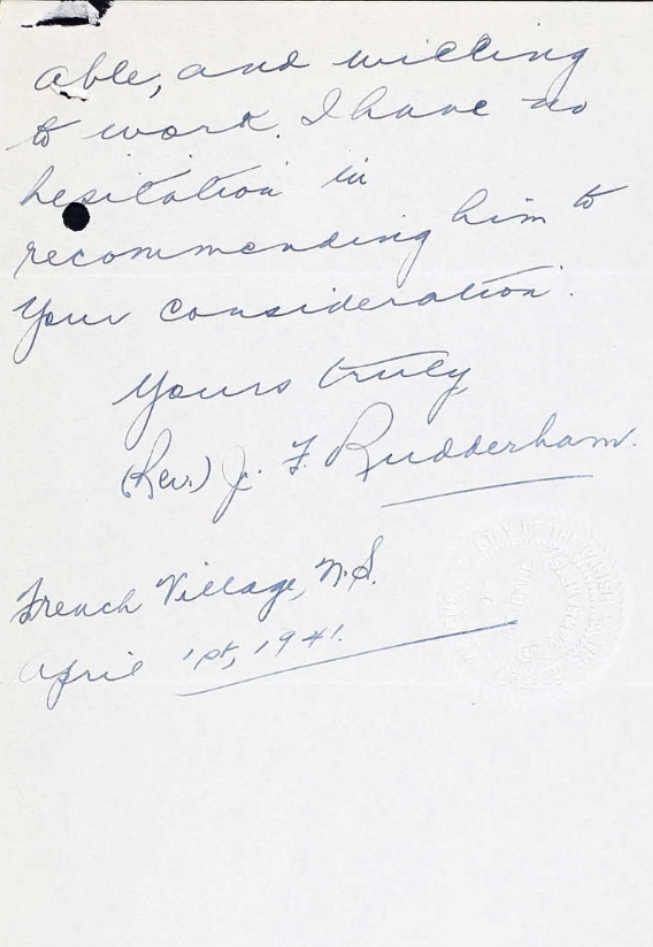 able, and willing
to work. I have no
hesitation in
recommending him to
your consideration.
Yours truly
(Rev.) J. F. Rudderham.
French Village, N.S.
April 1st, 1941.